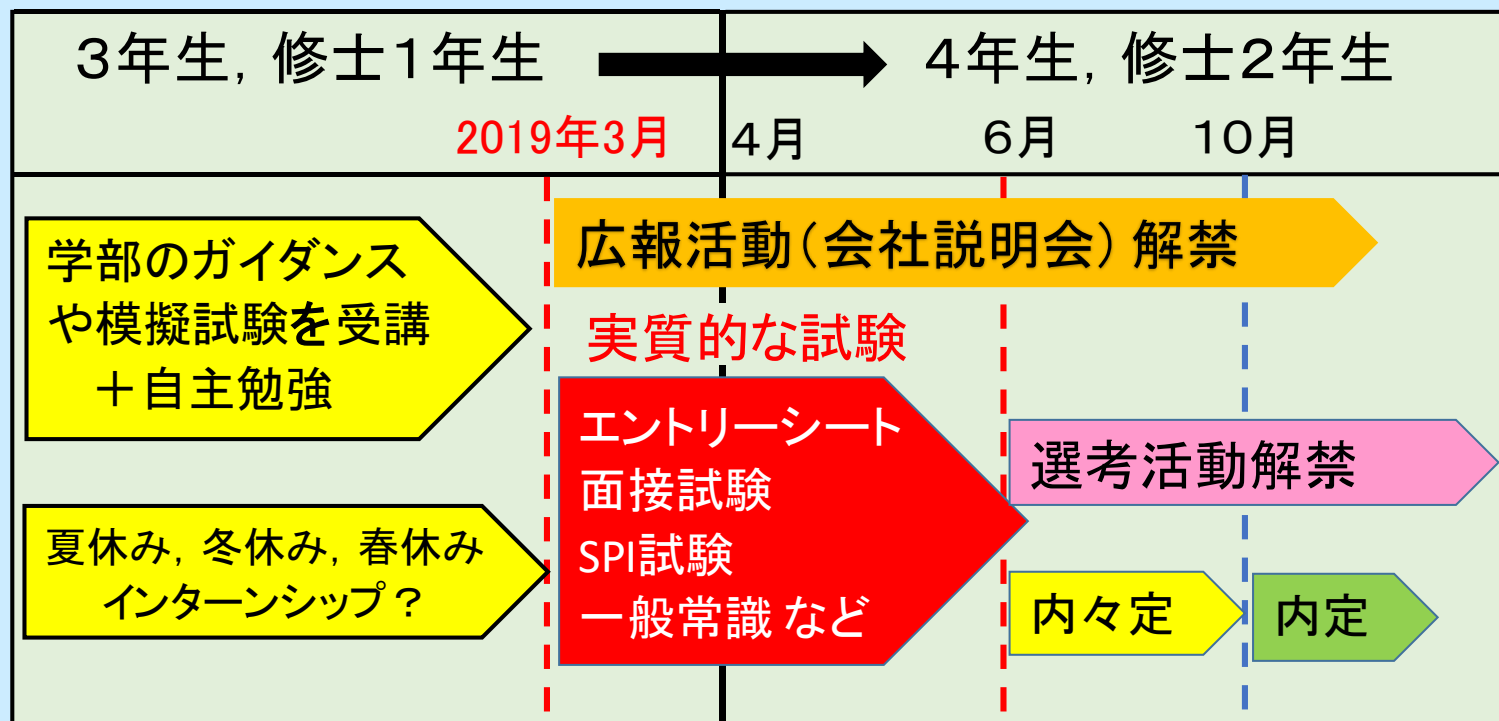 3年生，修士1年生
4年生，修士2年生
2019年3月
4月
6月
10月
学部のガイダンス
や模擬試験を受講
＋自主勉強
夏休み，冬休み，春休み
インターンシップ？
広報活動（会社説明会）解禁
実質的な試験
エントリーシート
面接試験
SPI試験
一般常識 など
選考活動解禁
内々定
内定